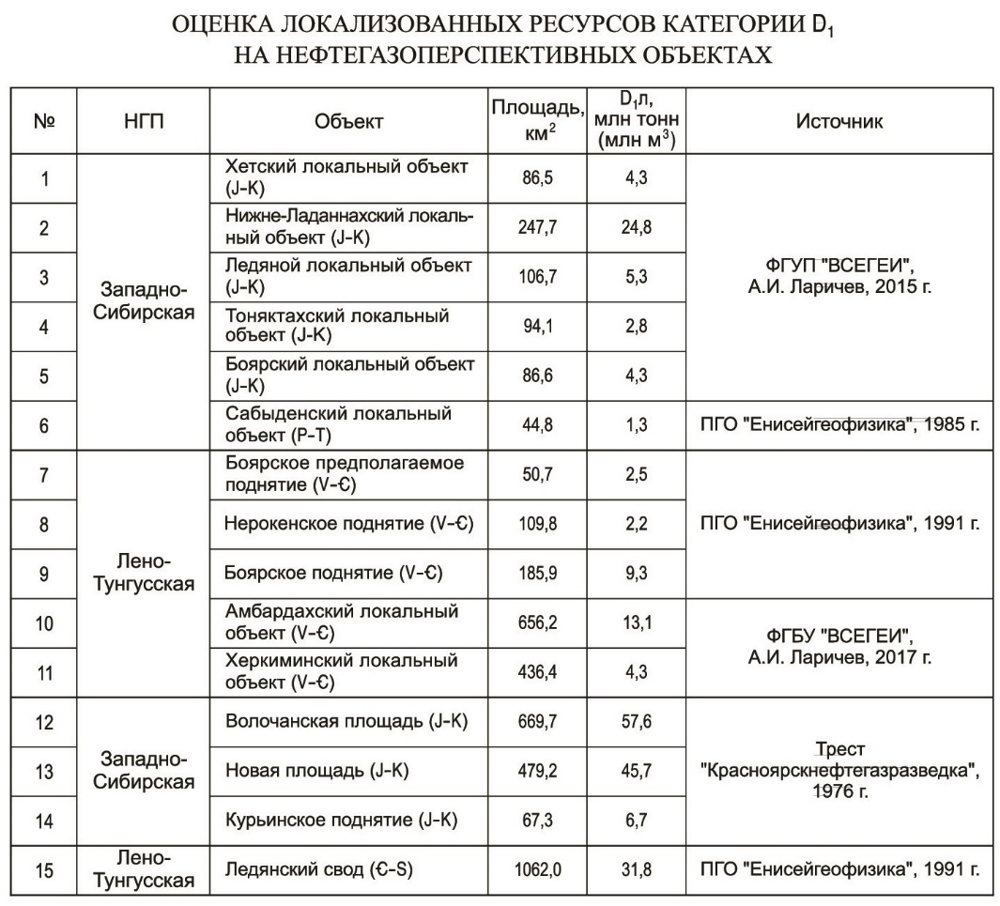 ОЦЕНКА ЛОКАЛИЗОВАННЫХ РЕСУРСОВ КАТЕГОРИИ D₁
НА НЕФТЕГАЗОПЕРСПЕКТИВНЫХ ОБЪЕКТАХ
№ НГП Объект Площадь, км² D₁л, млн тонн (млн м³) Источник
1 Западно-Сибирская Хетский локальный объект (J-K) 86,5 4,3 ФГУП "ВСЕГЕИ", А.И. Ларичев, 2015 г.
2 Нижне-Ладаннахский локаль-
ный объект (J-K) 247,7 24,8
3 Ледяной локальный объект
(J-K) 106,7 5,3
4 Тоняктахский локальный
объект (J-K) 94,1 2,8
5 Боярский локальный объект
(J-K) 86,6 4,3
6 Сабыденский локальный
объект (P-T) 44,8 1,3 ПГО "Енисейгеофизика", 1985 г.
7 Лено-Тунгусская Боярское предполагаемое
поднятие (V-Є) 50,7 2,5 ПГО "Енисейгеофизика", 1991 г.
8 Нерокенское поднятие (V-Є) 109,8 2,2
9 Боярское поднятие (V-Є) 185,9 9,3
10 Амбардахский локальный
объект (V-Є) 656,2 13,1 ФГБУ "ВСЕГЕИ", А.И. Ларичев, 2017 г.
11 Херкиминский локальный
объект (V-Є) 436,4 4,3
12 Западно-Сибирская Волочанская площадь (J-K) 669,7 57,6 Трест "Красноярскнефтегазразведка", 1976 г.
13 Новая площадь (J-K) 479,2 45,7
14 Курьинское поднятие (J-K) 67,3 6,7
15 Лено-Тунгусская Ледянский свод (Є-S) 1062,0 31,8 ПГО "Енисейгеофизика", 1991 г.